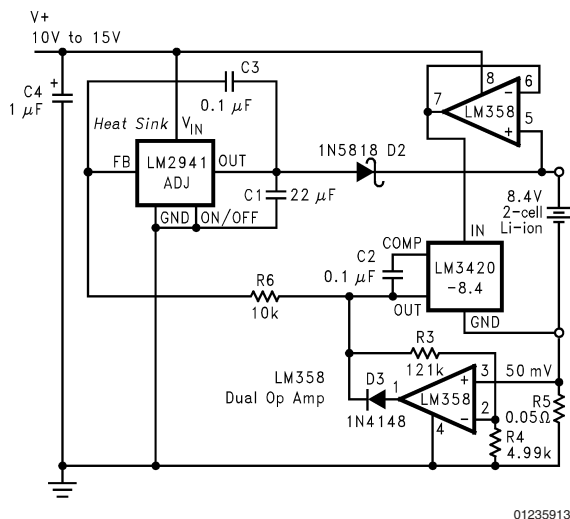 V+
10V to 15V
C4
+
1 μF
C3
0.1 μF
Heat Sink
VIN
FB
LM2941
ADJ
OUT
GND
ON/OFF
C1
22 μF
1N5818 D2
7
8
6
-
LM358
+
5
8.4V
2-cell
Li-ion
IN
COMP
LM3420
-8.4
OUT
GND
C2
0.1 μF
R6
10k
R3
121k
LM358
Dual Op Amp
D3
1N4148
1
+
3
LM358
-
2
4
50 mV
R5
0.05Ω
R4
4.99k
01235913